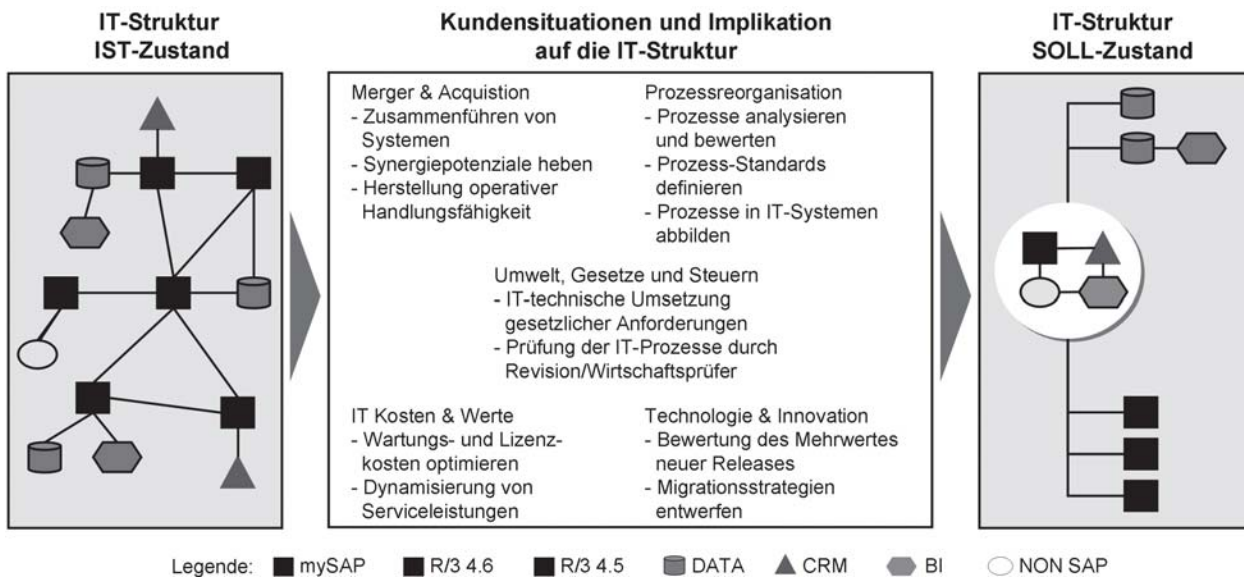 IT-Struktur
IST-Zustand
Kundensituationen und Implikation
auf die IT-Struktur
IT-Struktur
SOLL-Zustand
Merger & Acquistion
- Zusammenführen von
Systemen
- Synergiepotenziale heben
- Herstellung operativer
Handlungsfähigkeit
Prozessreorganisation
- Prozesse analysieren
und bewerten
- Prozess-Standards
definieren
- Prozesse in IT-Systemen
abbilden
Umwelt, Gesetze und Steuern
- IT-technische Umsetzung
gesetzlicher Anforderungen
- Prüfung der IT-Prozesse durch
Revision/Wirtschaftsprüfer
IT Kosten & Werte
- Wartungs- und Lizenz-
kosten optimieren
- Dynamisierung von
Serviceleistungen
Technologie & Innovation
- Bewertung des Mehrwertes
neuer Releases
- Migrationsstrategien
entwerfen
Legende: mySAP R/3 4.6 R/3 4.5 DATA CRM BI NON SAP